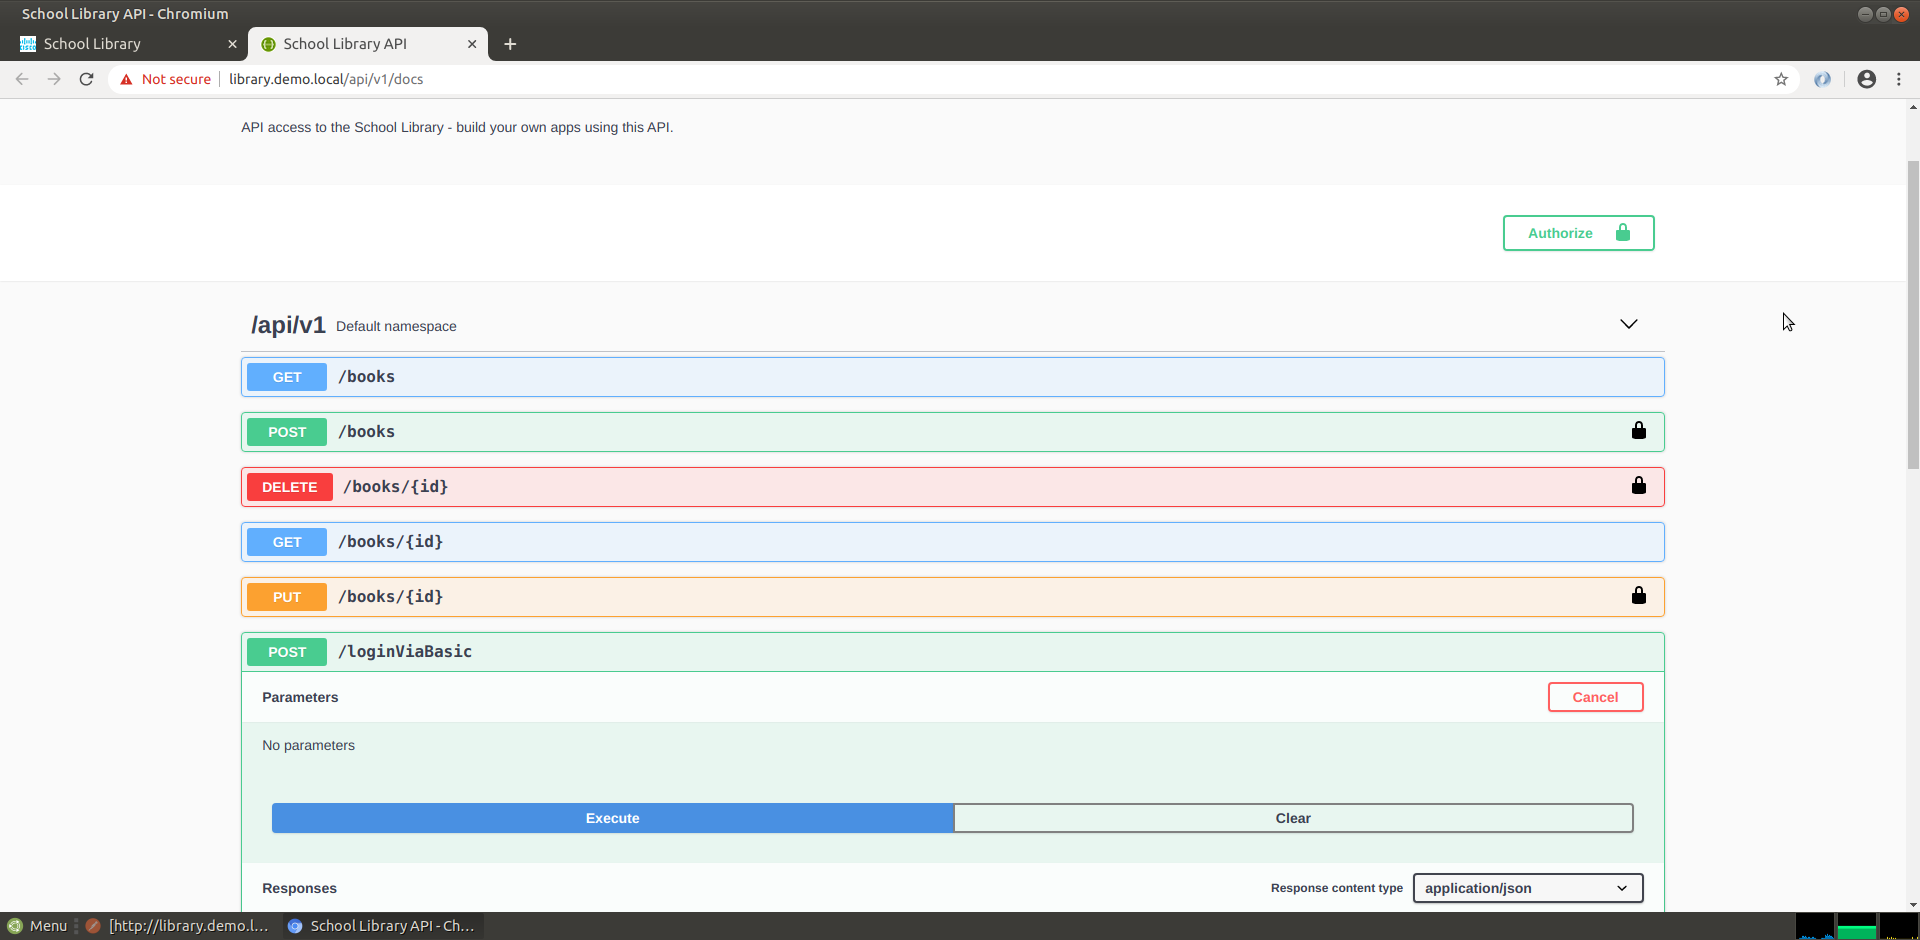 School Library API - Chromium
School Library
School Library API
Not secure library.demo.local/api/v1/docs
API access to the School Library - build your own apps using this API.
Authorize
/api/v1 Default namespace
GET /books
POST /books
DELETE /books/{id}
GET /books/{id}
PUT /books/{id}
POST /loginViaBasic
Parameters Cancel
No parameters
Execute Clear
Responses Response content type application/json
Menu [http://library.demo.l... School Library API - Ch...